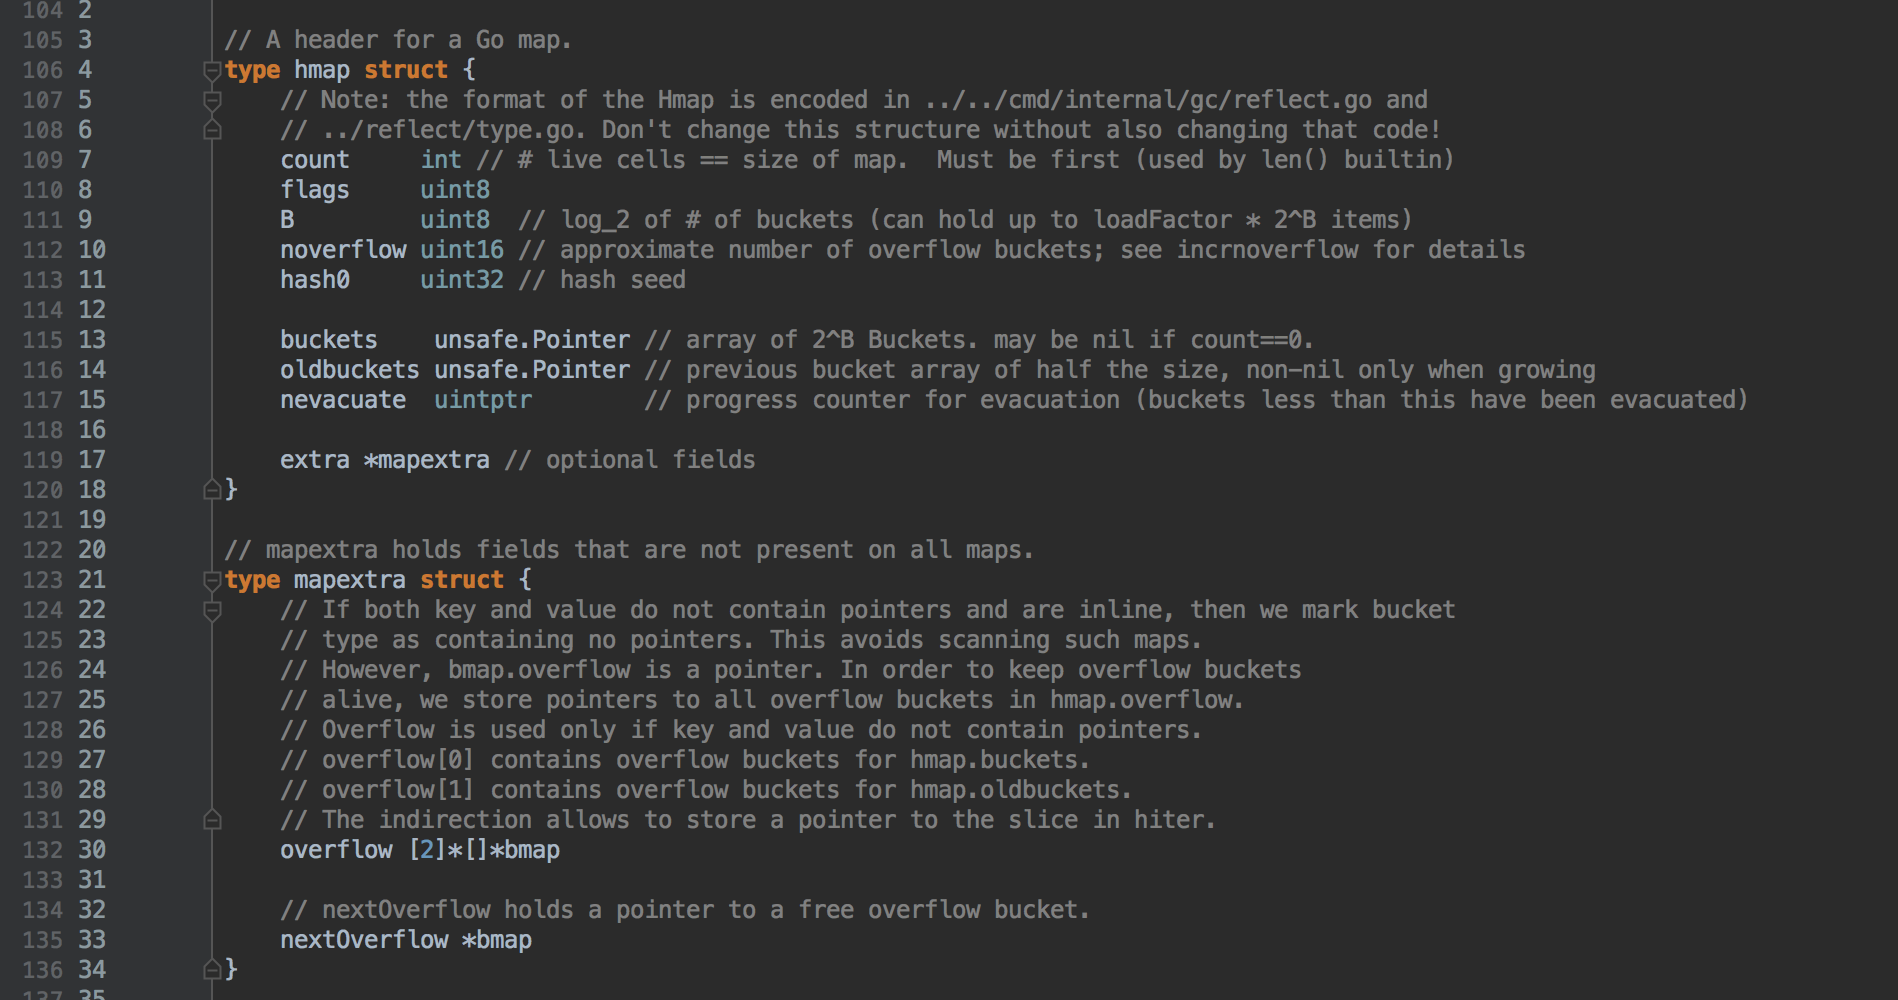 104 2
105 3 // A header for a Go map.
106 4 type hmap struct {
107 5 // Note: the format of the Hmap is encoded in ../../cmd/internal/gc/reflect.go and
108 6 // ../reflect/type.go. Don't change this structure without also changing that code!
109 7 count     int // # live cells == size of map.  Must be first (used by len() builtin)
110 8 flags     uint8
111 9 B         uint8  // log_2 of # of buckets (can hold up to loadFactor * 2^B items)
112 10 noverflow uint16 // approximate number of overflow buckets; see incrnoverflow for details
113 11 hash0     uint32 // hash seed
114 12
115 13 buckets    unsafe.Pointer // array of 2^B Buckets. may be nil if count==0.
116 14 oldbuckets unsafe.Pointer // previous bucket array of half the size, non-nil only when growing
117 15 nevacuate  uintptr        // progress counter for evacuation (buckets less than this have been evacuated)
118 16
119 17 extra *mapextra // optional fields
120 18 }
121 19
122 20 // mapextra holds fields that are not present on all maps.
123 21 type mapextra struct {
124 22 // If both key and value do not contain pointers and are inline, then we mark bucket
125 23 // type as containing no pointers. This avoids scanning such maps.
126 24 // However, bmap.overflow is a pointer. In order to keep overflow buckets
127 25 // alive, we store pointers to all overflow buckets in hmap.overflow.
128 26 // Overflow is used only if key and value do not contain pointers.
129 27 // overflow[0] contains overflow buckets for hmap.buckets.
130 28 // overflow[1] contains overflow buckets for hmap.oldbuckets.
131 29 // The indirection allows to store a pointer to the slice in hiter.
132 30 overflow [2]*[]*bmap
133 31
134 32 // nextOverflow holds a pointer to a free overflow bucket.
135 33 nextOverflow *bmap
136 34 }
137 35